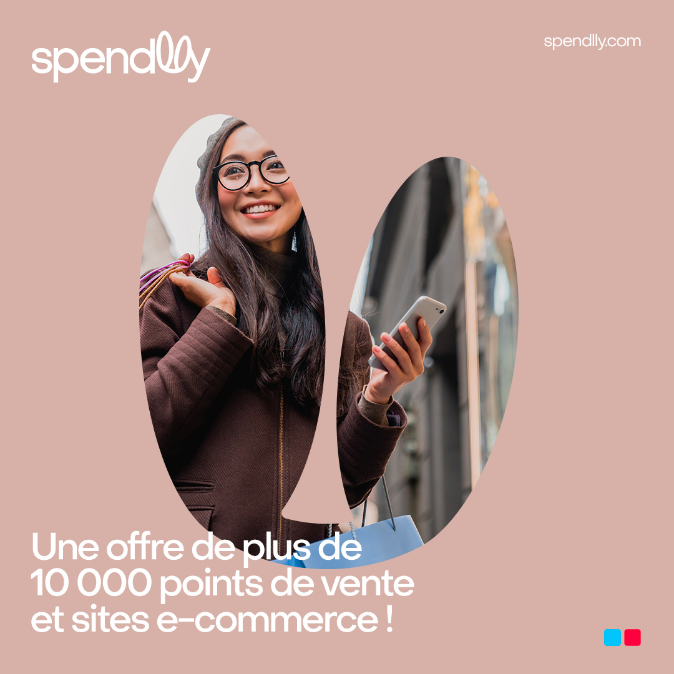 spendlly
spendlly.com
Une offre de plus de
10 000 points de vente
et sites e-commerce !